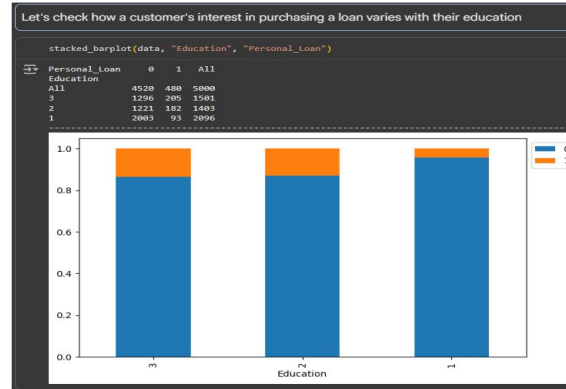 Let's check how a customer's interest in purchasing a loan varies with their education
stacked_barplot(data, "Education", "Personal_Loan")
Personal_Loan 0 1 All
Education
All 4520 480 5000
3 1296 205 1501
2 1221 182 1403
1 2003 93 2096
------------------------------------------------------------------------------------------------------------------------
1.0
0.8
0.6
0.4
0.2
0.0
3
2
1
Education